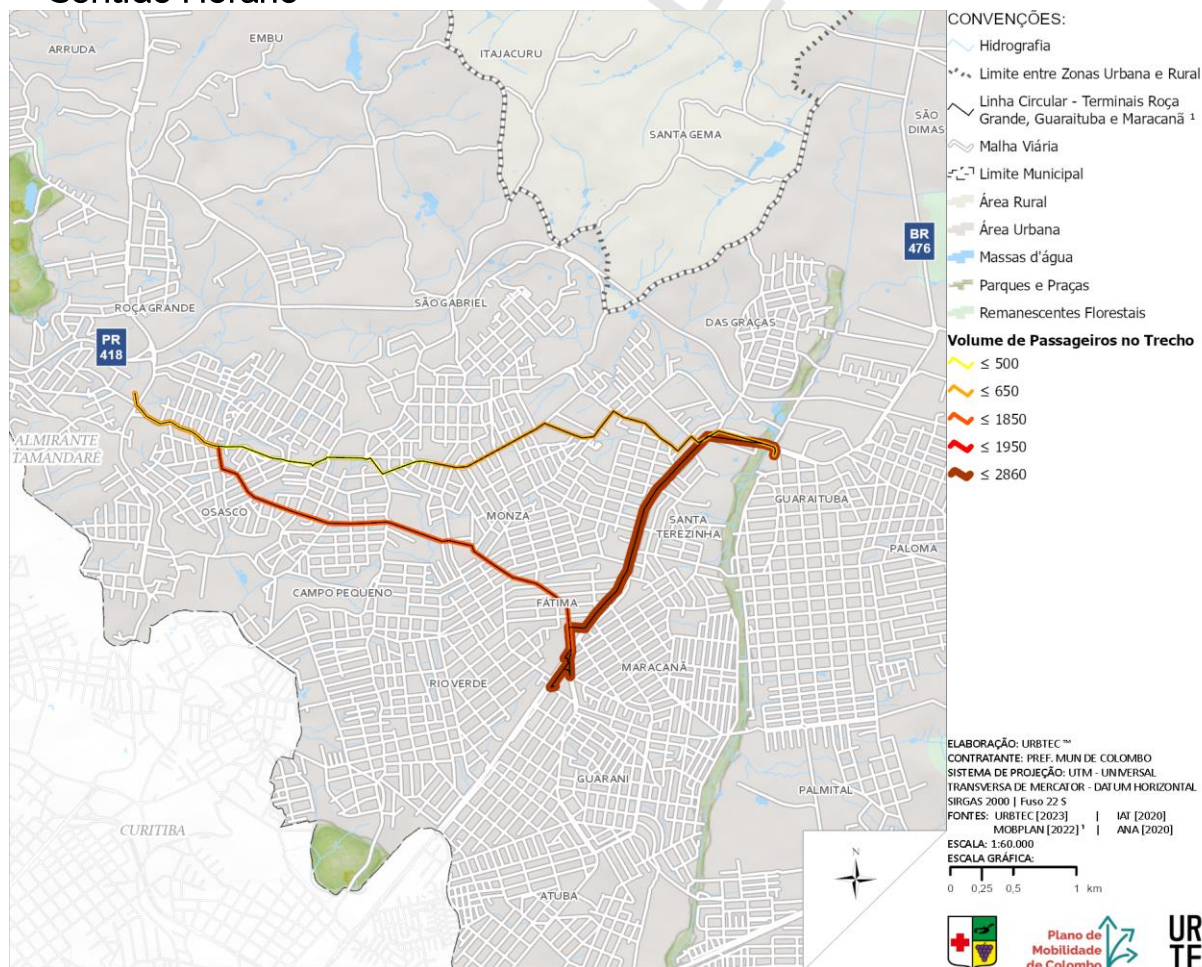 Sentido Horário
ARRUDA
EMBU
ITAJACURU
SANTA GEMA
SÃO
DIMAS
BR
476
ROÇA GRANDE
SÃO GABRIEL
DAS GRAÇAS
PR
418
ALMIRANTE
TAMANDARÉ
OSASCO
MONZA
SANTA
TEREZINHA
GUARAITUBA
PALOMA
CAMPO PEQUENO
FÁTIMA
MARACANÃ
RIO VERDE
GUARANI
PALMITAL
CURITIBA
ATUBA
N
CONVENÇÕES:
Hidrografia
Limite entre Zonas Urbana e Rural
Linha Circular - Terminais Roça
Grande, Guaraituba e Maracanã ¹
Malha Viária
Limite Municipal
Área Rural
Área Urbana
Massas d'água
Parques e Praças
Remanescentes Florestais
Volume de Passageiros no Trecho
≤ 500
≤ 650
≤ 1850
≤ 1950
≤ 2860
ELABORAÇÃO: URBTEC ™
CONTRATANTE: PREF. MUN DE COLOMBO
SISTEMA DE PROJEÇÃO: UTM - UNIVERSAL
TRANSVERSA DE MERCATOR - DATUM HORIZONTAL
SIRGAS 2000 | Fuso 22 S
FONTES: URBTEC [2023] | IAT [2020]
MOBPLAN [2022] ¹ | ANA [2020]
ESCALA: 1:60.000
ESCALA GRÁFICA:
0 0,25 0,5 1 km
Plano de
Mobilidade
de Colombo
UR
TE